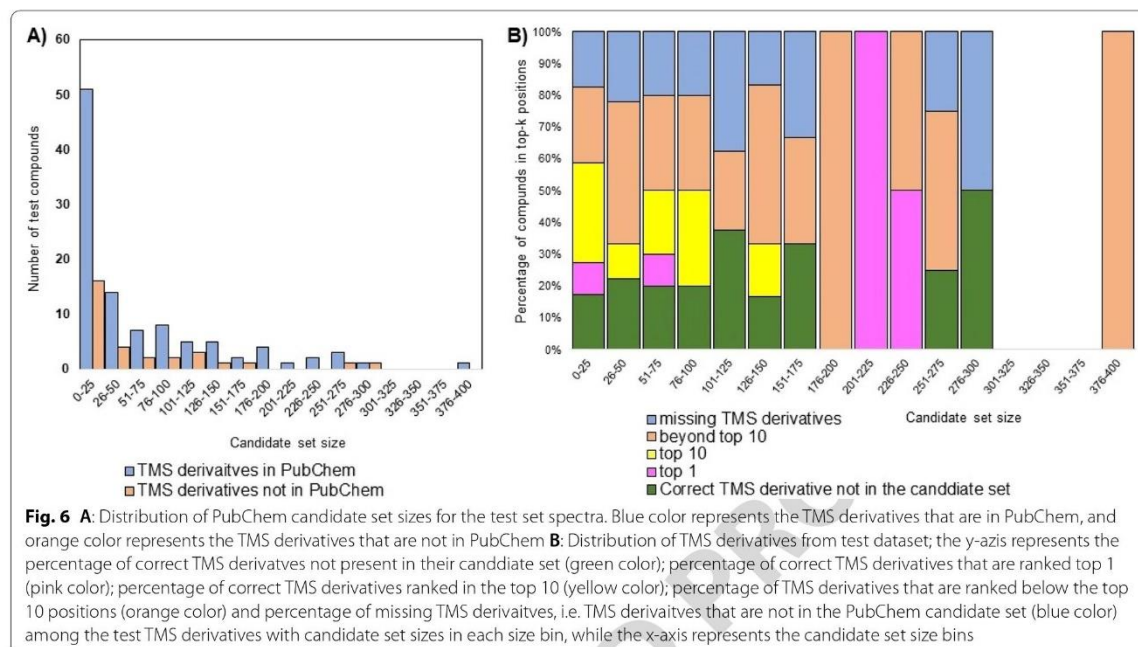 A)
60
50
40
30
20
10
0
Number of test compounds
0-25
26-50
51-75
76-100
101-125
126-150
151-175
176-200
201-225
226-250
251-275
276-300
301-325
326-350
351-375
376-400
Candidate set size
TMS derivaitves in PubChem
TMS derivatives not in PubChem
B)
100%
90%
80%
70%
60%
50%
40%
30%
20%
10%
0%
Percentage of compunds in top-k positions
0-25
26-50
51-75
76-100
101-125
126-150
151-175
176-200
201-225
226-250
251-275
276-300
301-325
326-350
351-375
376-400
Candidate set size
missing TMS derivatives
beyond top 10
top 10
top 1
Correct TMS derivative not in the canddiate set
Fig. 6 A: Distribution of PubChem candidate set sizes for the test set spectra. Blue color represents the TMS derivatives that are in PubChem, and
orange color represents the TMS derivatives that are not in PubChem B: Distribution of TMS derivatives from test dataset; the y-azis represents the
percentage of correct TMS derivatves not present in their canddiate set (green color); percentage of correct TMS derivatives that are ranked top 1
(pink color); percentage of correct TMS derivatives ranked in the top 10 (yellow color); percentage of TMS derivatives that are ranked below the top
10 positions (orange color) and percentage of missing TMS derivaitves, i.e. TMS derivaitves that are not in the PubChem candidate set (blue color)
among the test TMS derivatives with candidate set sizes in each size bin, while the x-axis represents the candidate set size bins